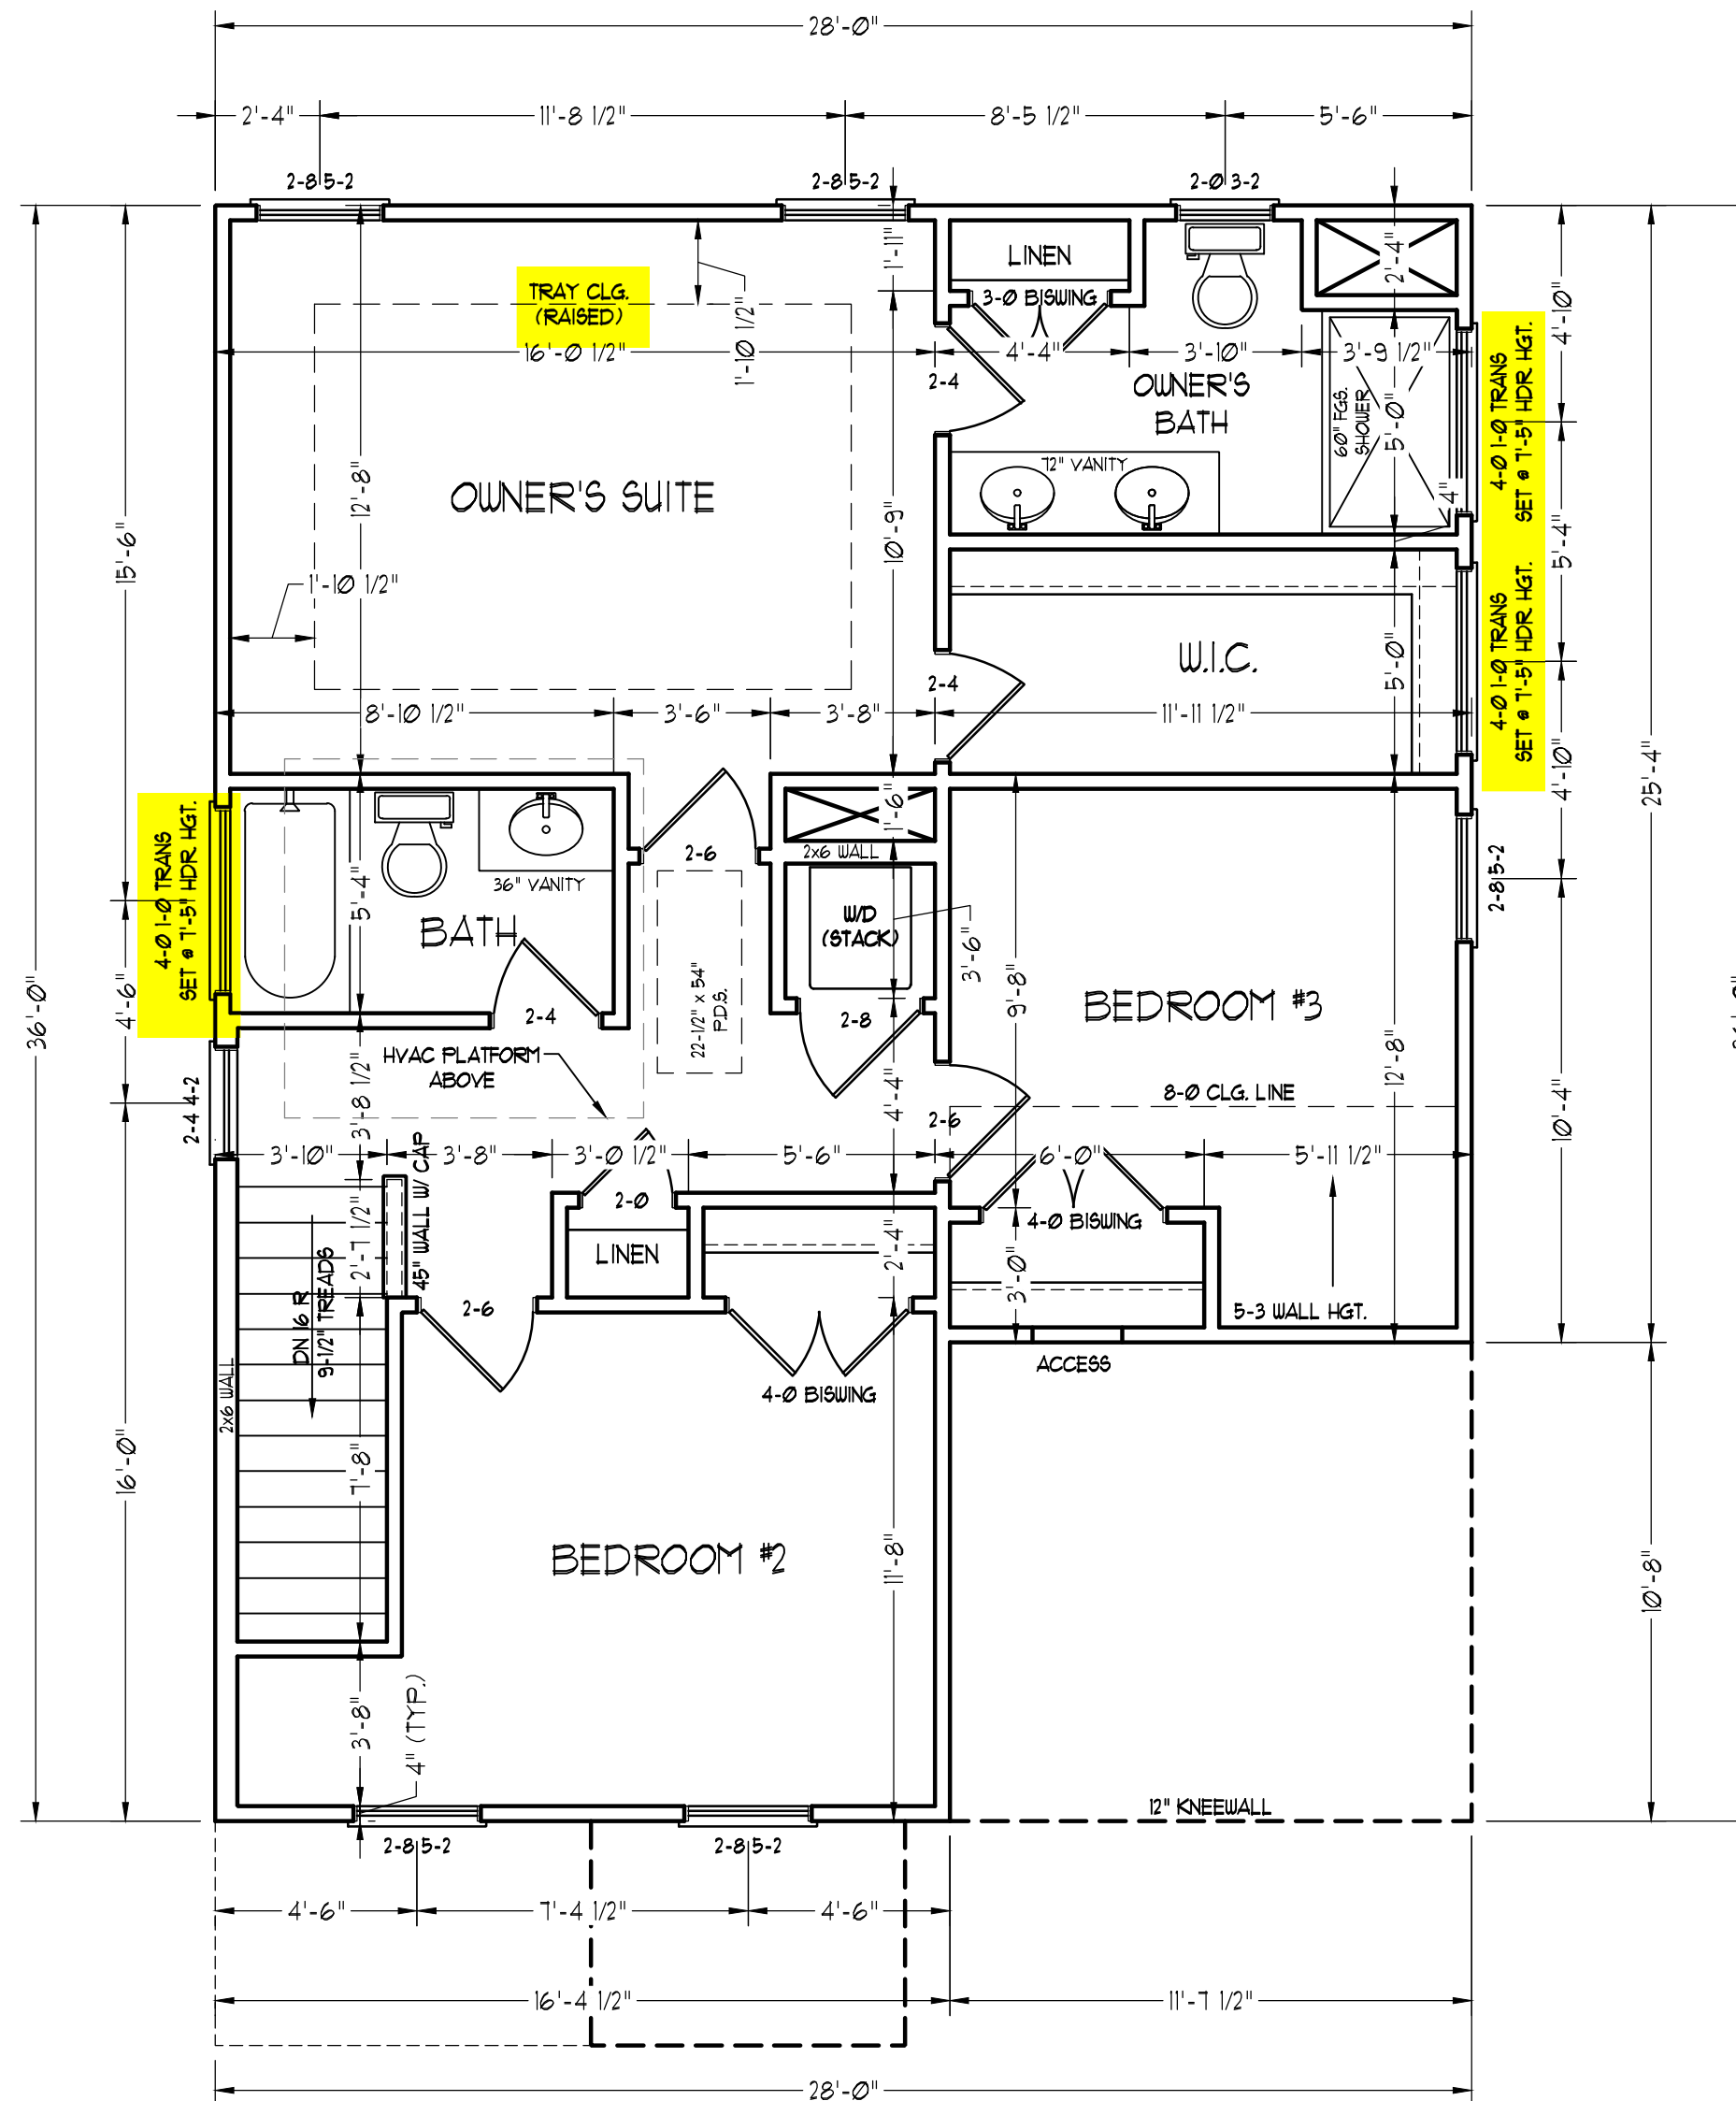 28'-0"
2'-4"
11'-8 1/2"
8'-5 1/2"
5'-6"
2-8 5-2
2-8 5-2
2-0 3-2
1'-11"
LINEN
2'-4"
TRAY CLG.
(RAISED)
3-0 BISWING
1'-10 1/2"
4'-10"
16'-0 1/2"
4'-4"
3'-10"
3'-9 1/2"
4-0 1-0 TRANS
SET @ 7'-5" HDR. HGT.
2-4
OWNER'S
BATH
60" FGS.
SHOWER
5'-0"
72" VANITY
12'-8"
OWNER'S SUITE
10'-9"
4"
15'-6"
5'-4"
25'-4"
1'-10 1/2"
4-0 1-0 TRANS
SET @ 7'-5" HDR. HGT.
W.I.C.
5'-0"
2-4
8'-10 1/2"
3'-6"
3'-8"
11'-11 1/2"
4'-10"
4-0 1-0 TRANS
SET @ 7'-5" HDR. HGT.
1'-6"
2-6
2x6 WALL
36" VANITY
5'-4"
BATH
W/D
(STACK)
3'-6"
2-8 5-2
22-1/2" x 54"
P.D.S.
9'-8"
BEDROOM #3
36'-0"
4'-6"
2-4
2-8
HVAC PLATFORM
ABOVE
12'-8"
2-4 4-2
3'-8 1/2"
4'-4"
8-0 CLG. LINE
2-6
10'-4"
3'-10"
3'-8"
3'-0 1/2"
5'-6"
6'-0"
5'-11 1/2"
45" WALL W/ CAP
2-0
4-0 BISWING
2'-7 1/2"
LINEN
2'-4"
3'-0"
DN 16 R
9-1/2" TREADS
2-6
5-3 WALL HGT.
2x6 WALL
ACCESS
4-0 BISWING
16'-0"
7'-8"
BEDROOM #2
11'-8"
10'-8"
3'-8"
4" (TYP.)
12" KNEEWALL
2-8 5-2
2-8 5-2
4'-6"
7'-4 1/2"
4'-6"
16'-4 1/2"
11'-7 1/2"
28'-0"